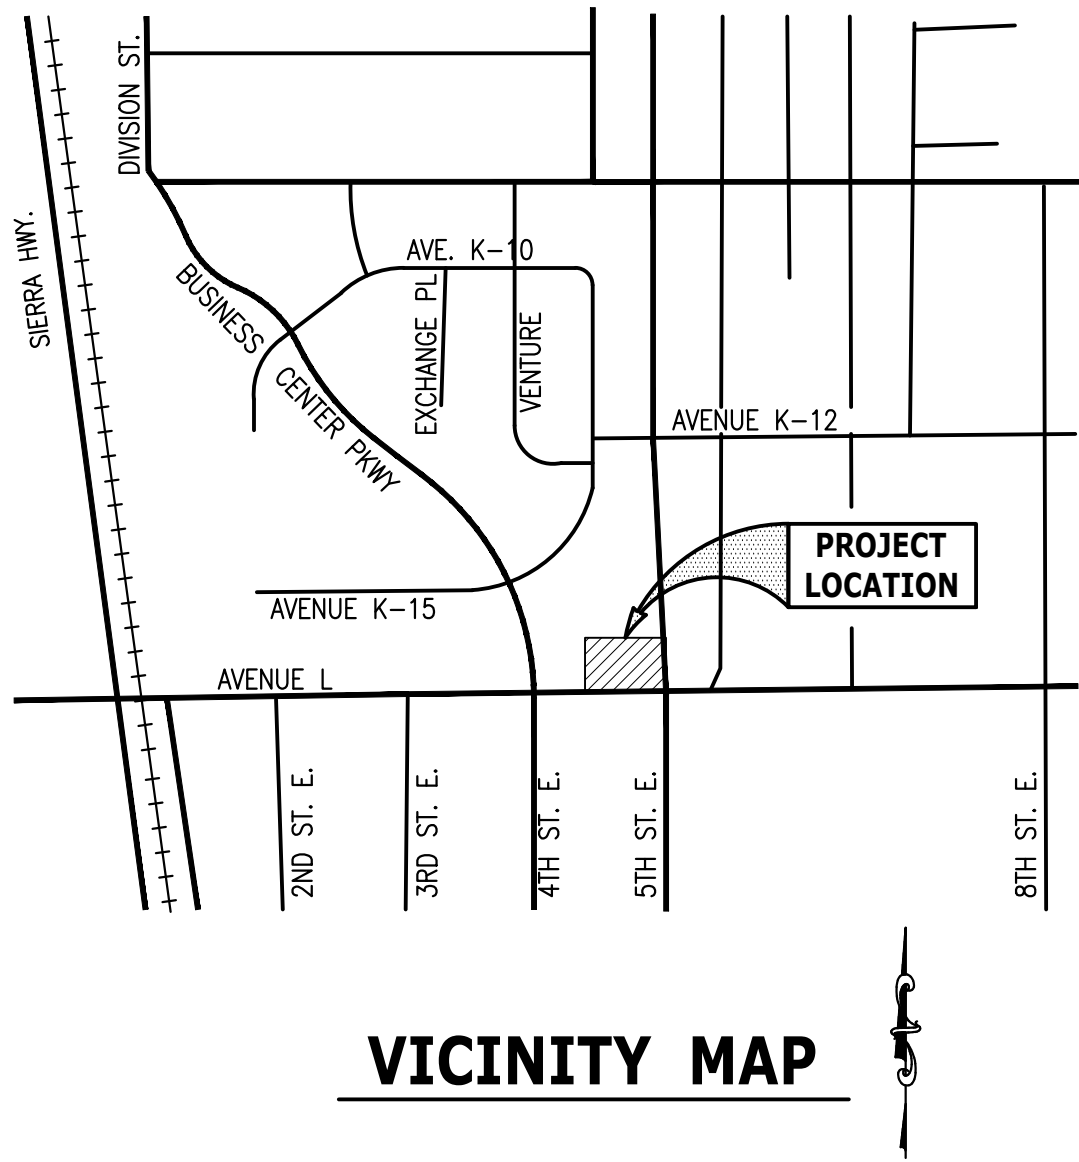 DIVISION ST.
SIERRA HWY.
AVE. K-10
BUSINESS CENTER PKWY
EXCHANGE PL
VENTURE
AVENUE K-12
PROJECT
LOCATION
AVENUE K-15
AVENUE L
2ND ST. E.
3RD ST. E.
4TH ST. E.
5TH ST. E.
8TH ST. E.
VICINITY MAP